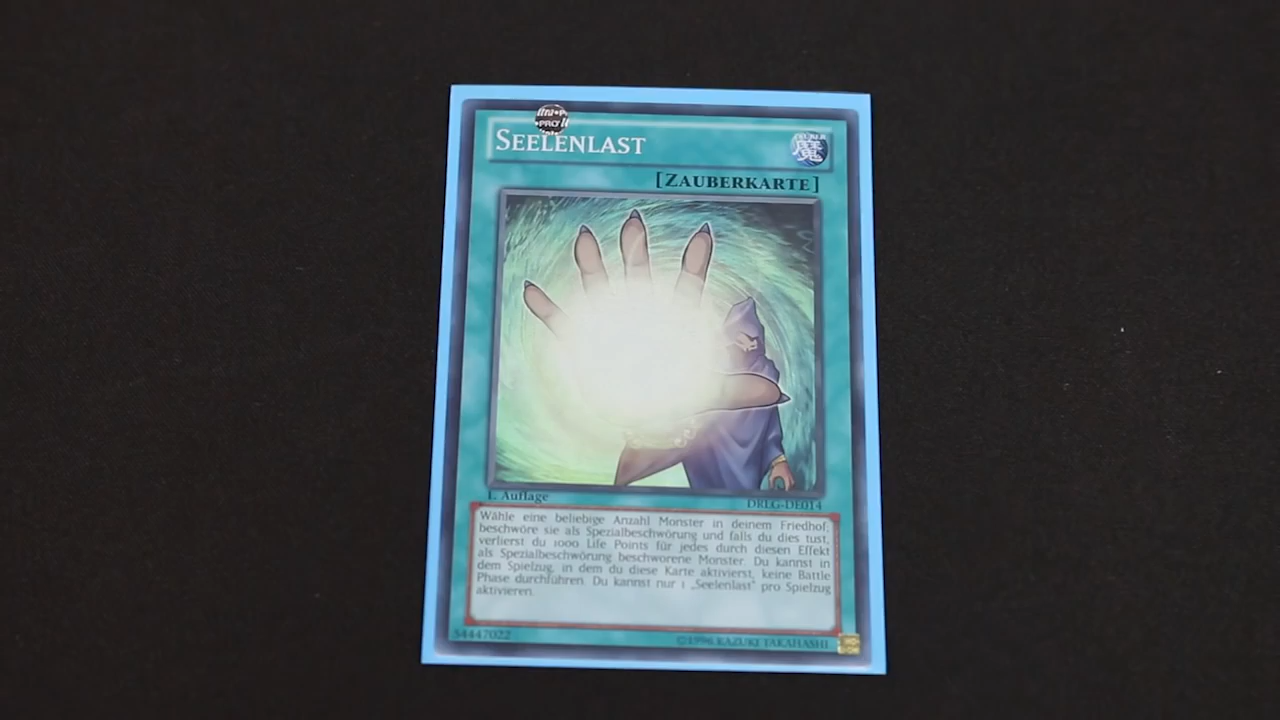 SEELENLAST
[ZAUBERKARTE]
1. Auflage
DRLG-DE014
Wähle eine beliebige Anzahl Monster in deinem Friedhof;
beschwöre sie als Spezialbeschwörung und falls du dies tust,
verlierst du 1000 Life Points für jedes durch diesen Effekt
als Spezialbeschwörung beschworene Monster. Du kannst in
dem Spielzug, in dem du diese Karte aktivierst, keine Battle
Phase durchführen. Du kannst nur 1 „Seelenlast" pro Spielzug
aktivieren.
54447022
©1996 KAZUKI TAKAHASHI